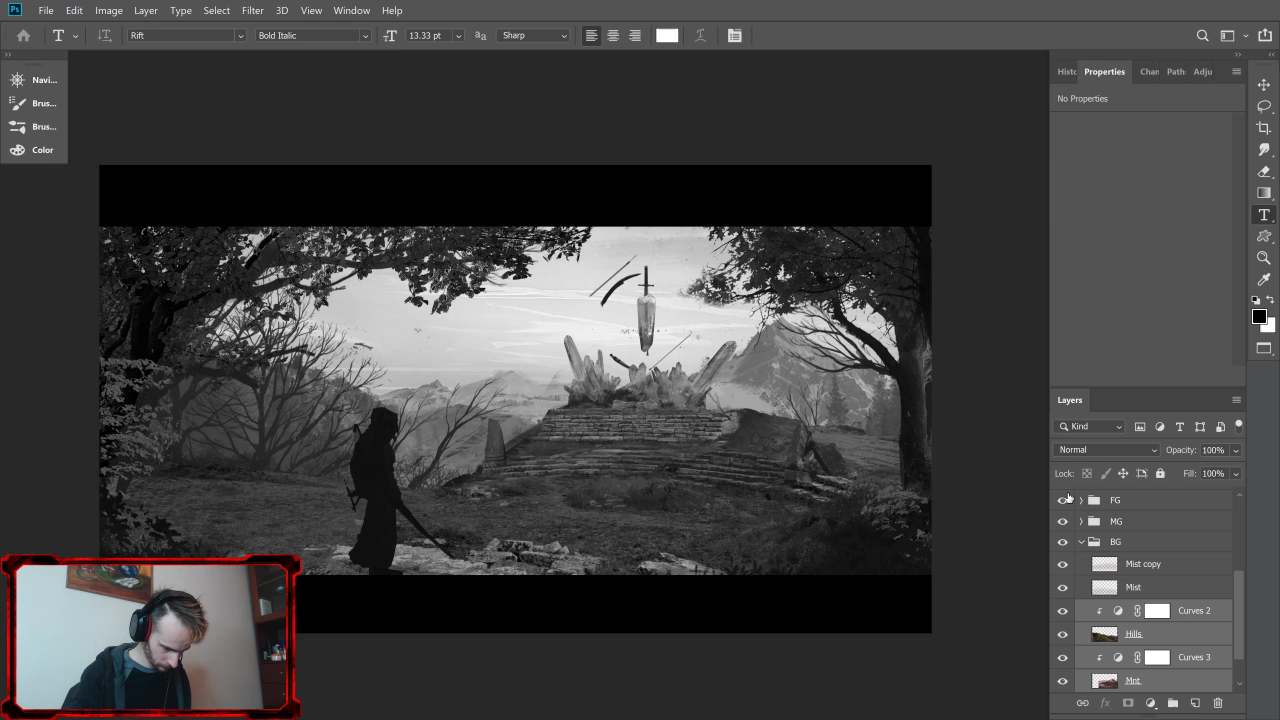 Ps File Edit Image Layer Type Select Filter 3D View Window Help
T Rift Bold Italic 13.33 pt Sharp
Navi...
Brus...
Brus...
Color
Histo Properties Chan Path: Adju
No Properties
Layers
Kind
Normal Opacity: 100%
Lock: Fill: 100%
FG
MG
BG
Mist copy
Mist
Curves 2
Hills
Curves 3
Mnt